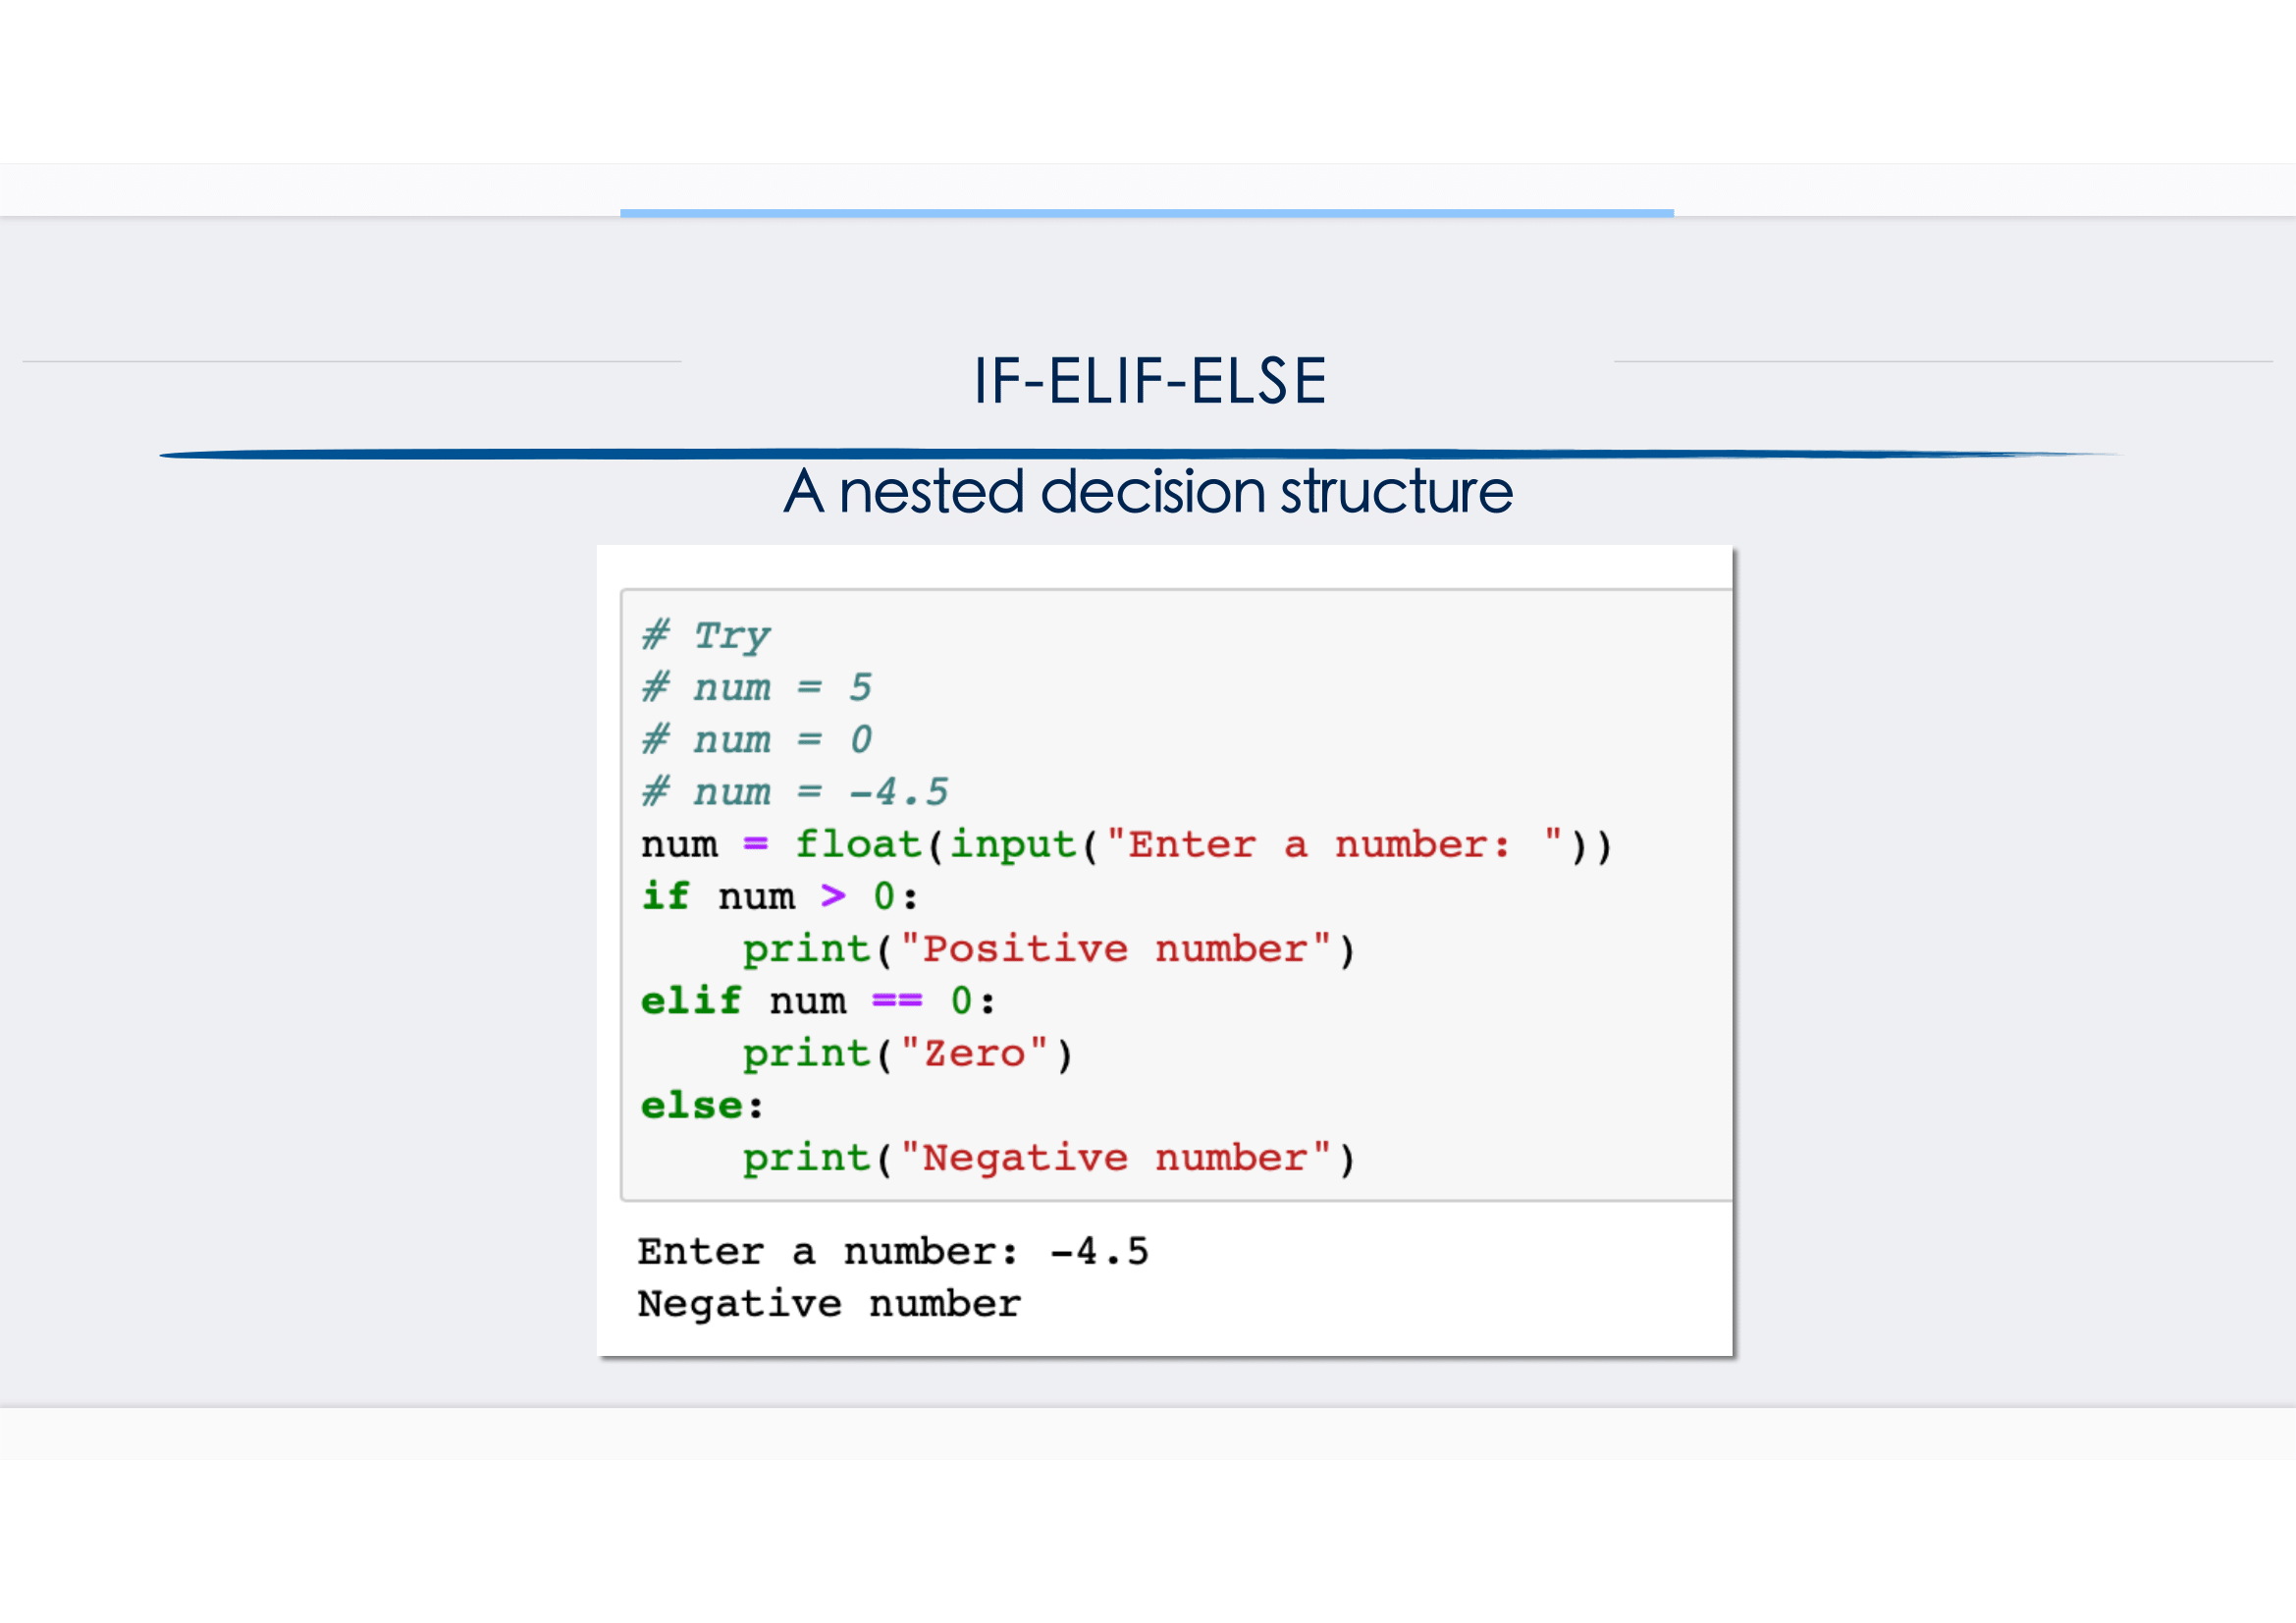 IF-ELIF-ELSE
A nested decision structure
# Try
# num = 5
# num = 0
# num = -4.5
num = float(input("Enter a number: "))
if num > 0:
    print("Positive number")
elif num == 0:
    print("Zero")
else:
    print("Negative number")
Enter a number: -4.5
Negative number